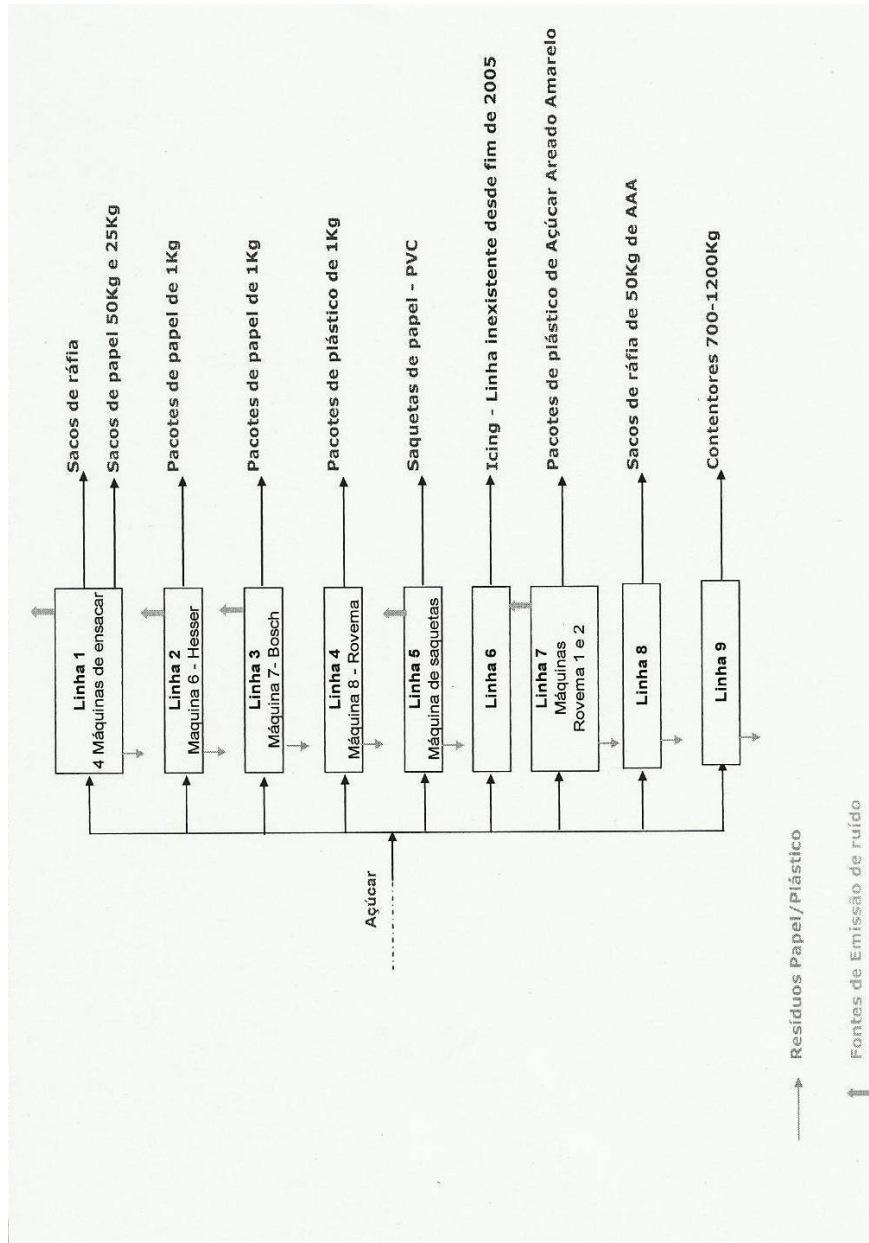 Açúcar
Linha 1
4 Máquinas de ensacar
Sacos de ráfia
Sacos de papel 50Kg e 25Kg
Linha 2
Maquina 6 - Hesser
Pacotes de papel de 1Kg
Linha 3
Máquina 7- Bosch
Pacotes de papel de 1Kg
Linha 4
Máquina 8 - Rovema
Pacotes de plástico de 1Kg
Linha 5
Máquina de saquetas
Saquetas de papel - PVC
Linha 6
Icing - Linha inexistente desde fim de 2005
Linha 7
Máquinas
Rovema 1 e 2
Pacotes de plástico de Açúcar Areado Amarelo
Linha 8
Sacos de ráfia de 50Kg de AAA
Linha 9
Contentores 700-1200Kg
Resíduos Papel/Plástico
Fontes de Emissão de ruído